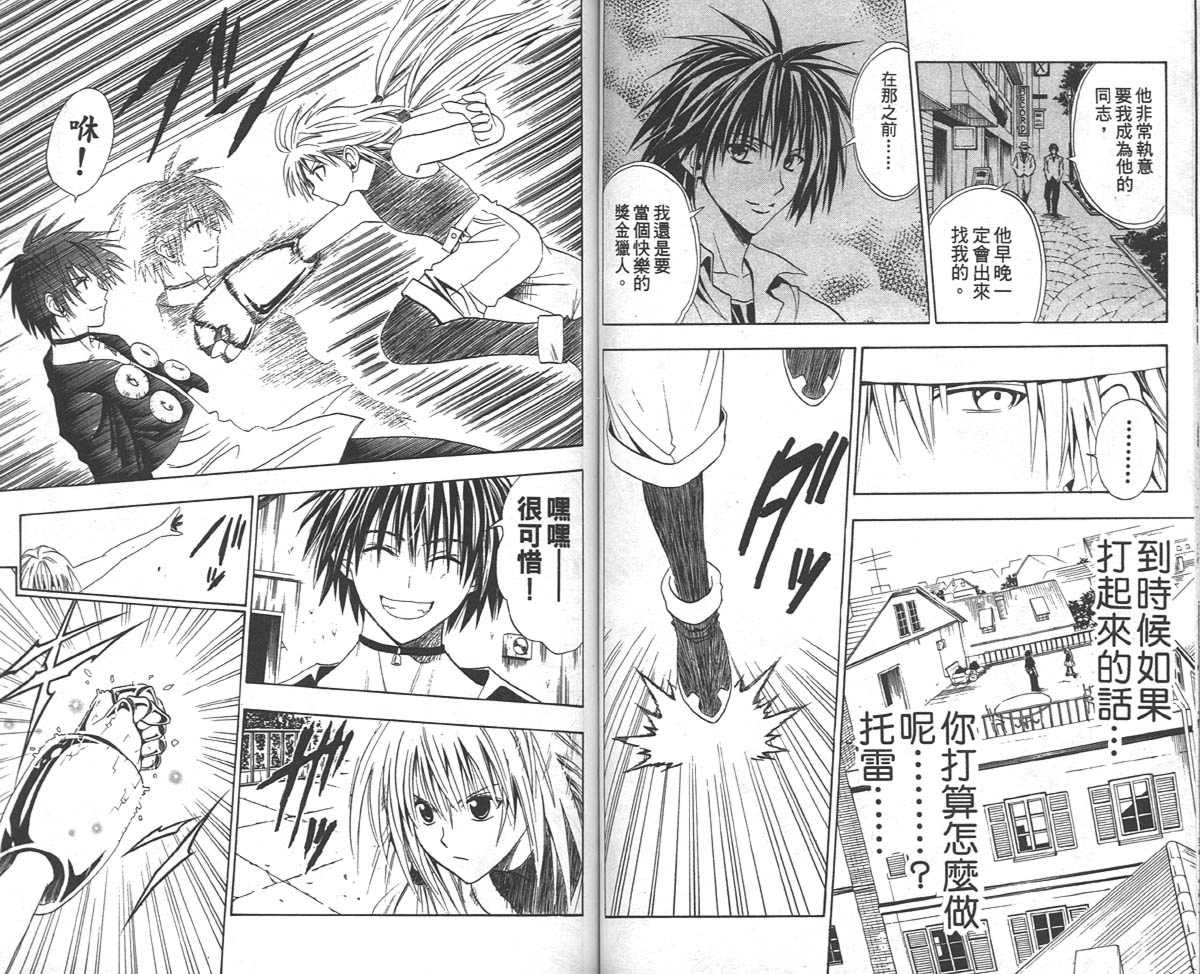 他非常執意
要我成為他的
同志，
他早晚一
定會出來
找我的。
在那之前……
我還是要
當個快樂的
獎金獵人。
………
到時候如果
打起來的話…
你打算怎麼做
呢………？
托雷……
咻！
嘿嘿——
很可惜！